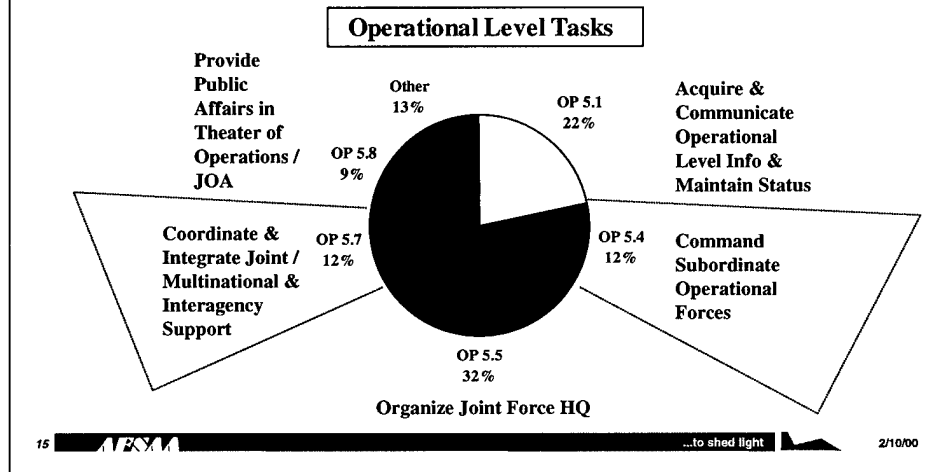 Operational Level Tasks
Provide
Public
Affairs in
Theater of
Operations /
JOA
Other
13%
OP 5.8
9%
OP 5.1
22%
Acquire &
Communicate
Operational
Level Info &
Maintain Status
Coordinate &
Integrate Joint /
Multinational &
Interagency
Support
OP 5.7
12%
OP 5.4
12%
Command
Subordinate
Operational
Forces
OP 5.5
32%
Organize Joint Force HQ
15
AFSAA
...to shed light
2/10/00